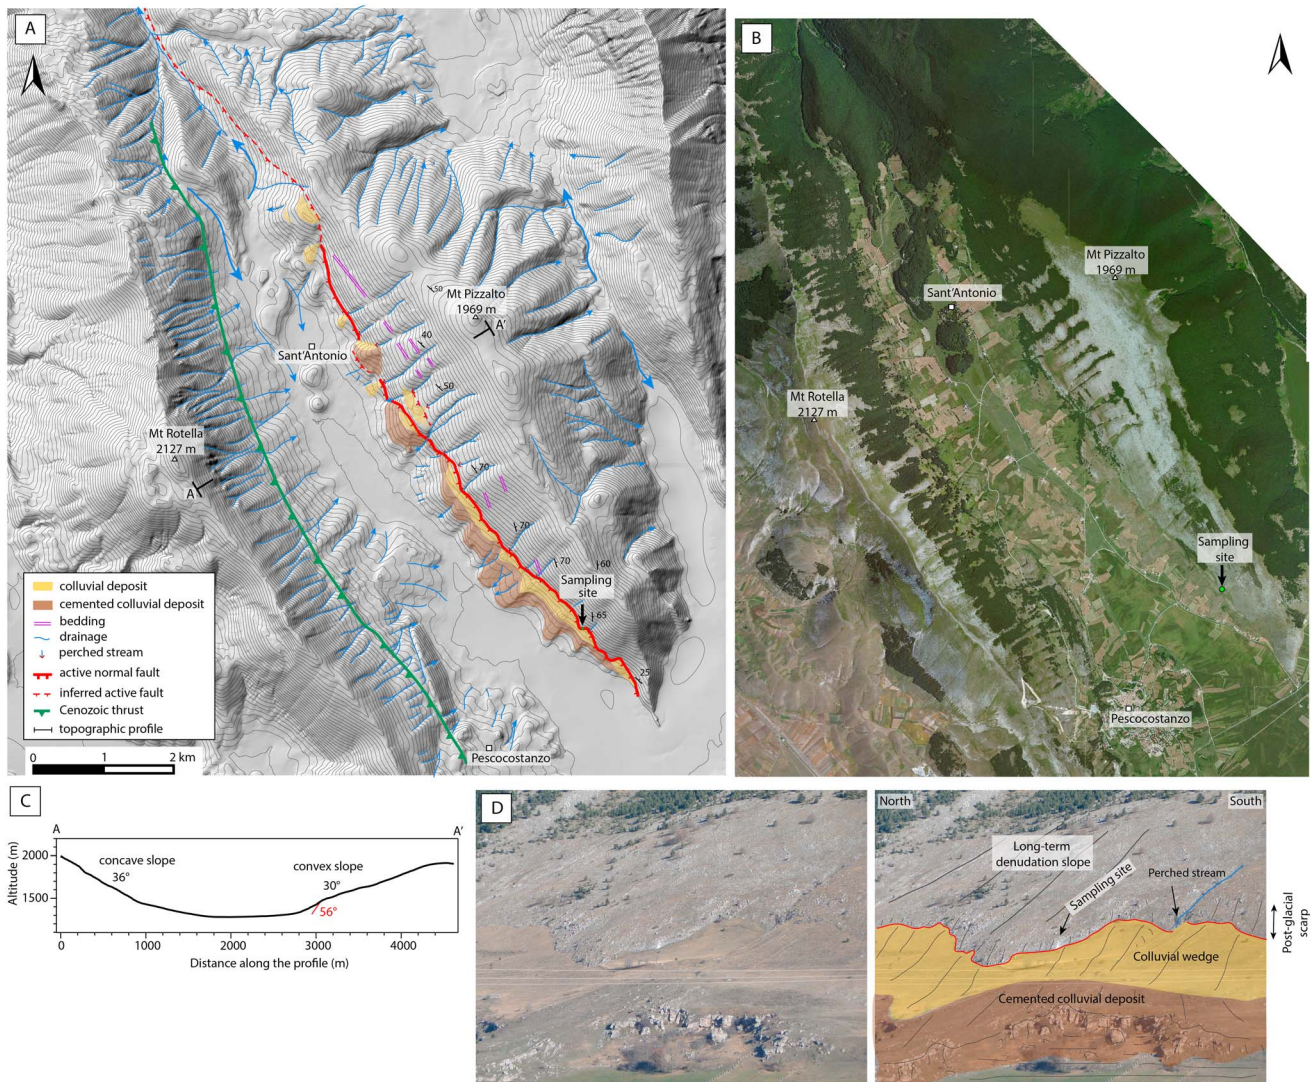 A
50
Mt Pizzalto
1969 m
A'
40
Sant'Antonio
50
Mt Rotella
2127 m
A
70
70
70
60
Sampling
site
65
25
Pescocostanzo
colluvial deposit
cemented colluvial deposit
bedding
drainage
perched stream
active normal fault
inferred active fault
Cenozoic thrust
topographic profile
0
1
2 km
B
Mt Pizzalto
1969 m
Sant'Antonio
Mt Rotella
2127 m
Sampling
site
Pescocostanzo
C
A
A'
Altitude (m)
2000
1500
concave slope
36°
convex slope
30°
56°
0
1000
2000
3000
4000
Distance along the profile (m)
D
North
South
Long-term
denudation slope
Sampling site
Perched stream
Post-glacial
scarp
Colluvial wedge
Cemented colluvial deposit